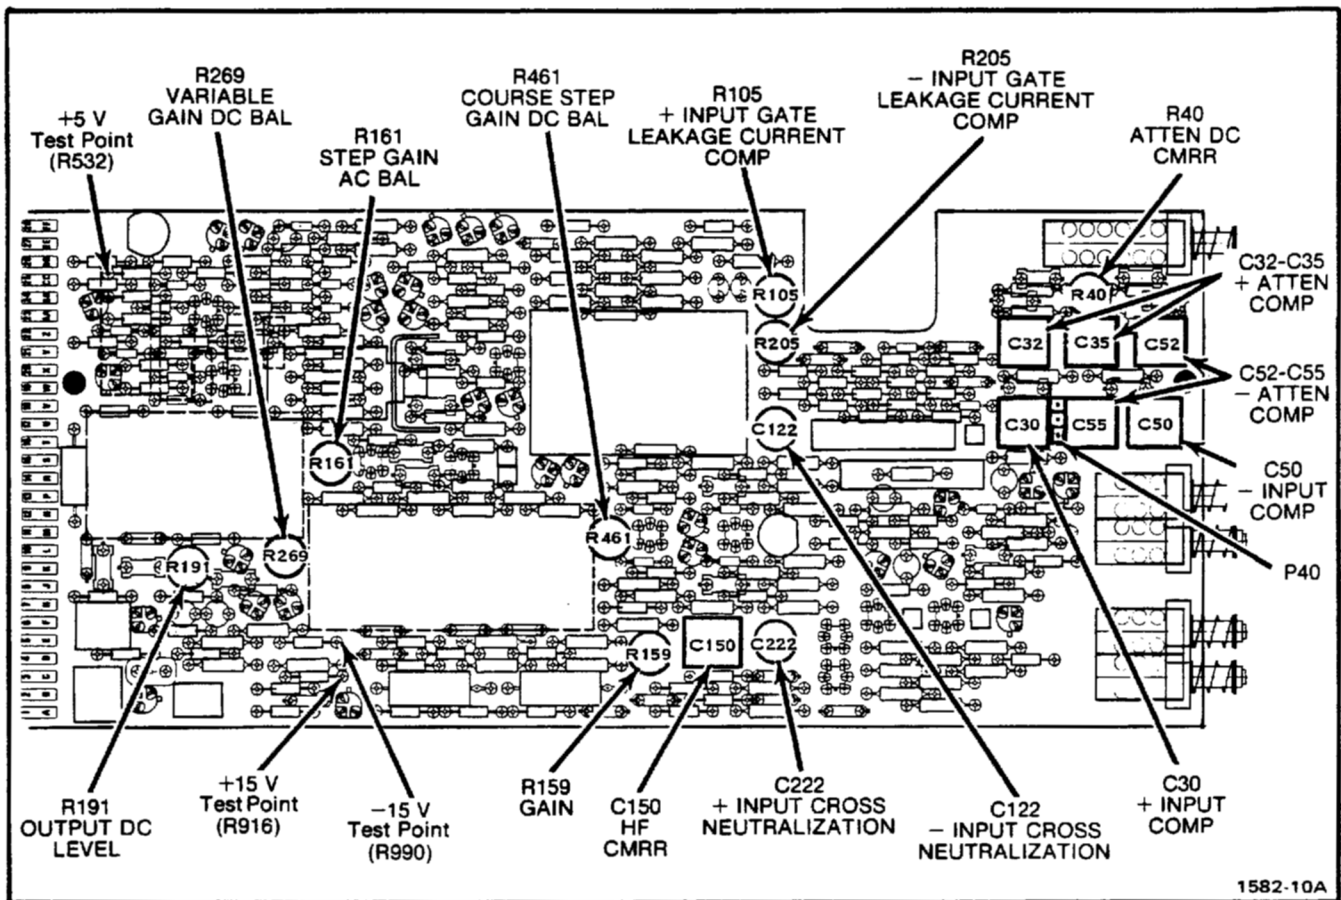 R269
VARIABLE
GAIN DC BAL
R461
COURSE STEP
GAIN DC BAL
R205
− INPUT GATE
LEAKAGE CURRENT
COMP
+5 V
Test Point
(R532)
R161
STEP GAIN
AC BAL
R105
+ INPUT GATE
LEAKAGE CURRENT
COMP
R40
ATTEN DC
CMRR
C32-C35
+ ATTEN
COMP
R105
R40
R205
C32
C35
C52
C52-C55
− ATTEN
COMP
C122
C30
C55
C50
R161
C50
− INPUT
COMP
R461
R269
R191
P40
R159
C150
C222
R191
OUTPUT DC
LEVEL
+15 V
Test Point
(R916)
−15 V
Test Point
(R990)
R159
GAIN
C150
HF
CMRR
C222
+ INPUT CROSS
NEUTRALIZATION
C122
− INPUT CROSS
NEUTRALIZATION
C30
+ INPUT
COMP
1582-10A